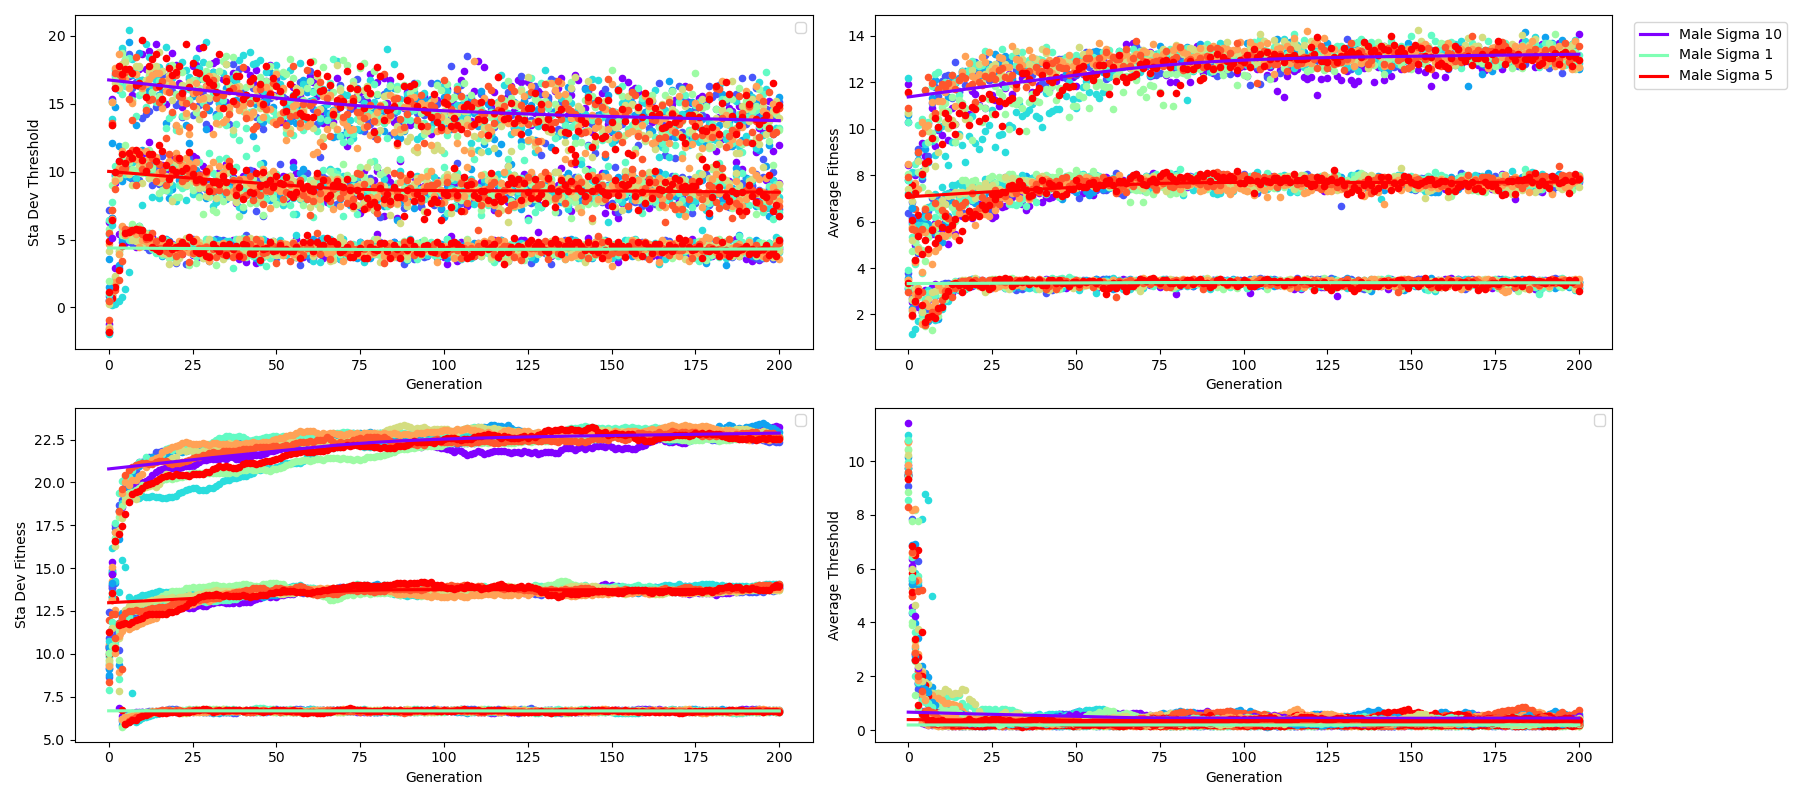 20
15
10
5
0
Sta Dev Threshold
0 25 50 75 100 125 150 175 200
Generation
14
12
10
8
6
4
2
Average Fitness
0 25 50 75 100 125 150 175 200
Generation
Male Sigma 10
Male Sigma 1
Male Sigma 5
22.5
20.0
17.5
15.0
12.5
10.0
7.5
5.0
Sta Dev Fitness
0 25 50 75 100 125 150 175 200
Generation
10
8
6
4
2
0
Average Threshold
0 25 50 75 100 125 150 175 200
Generation